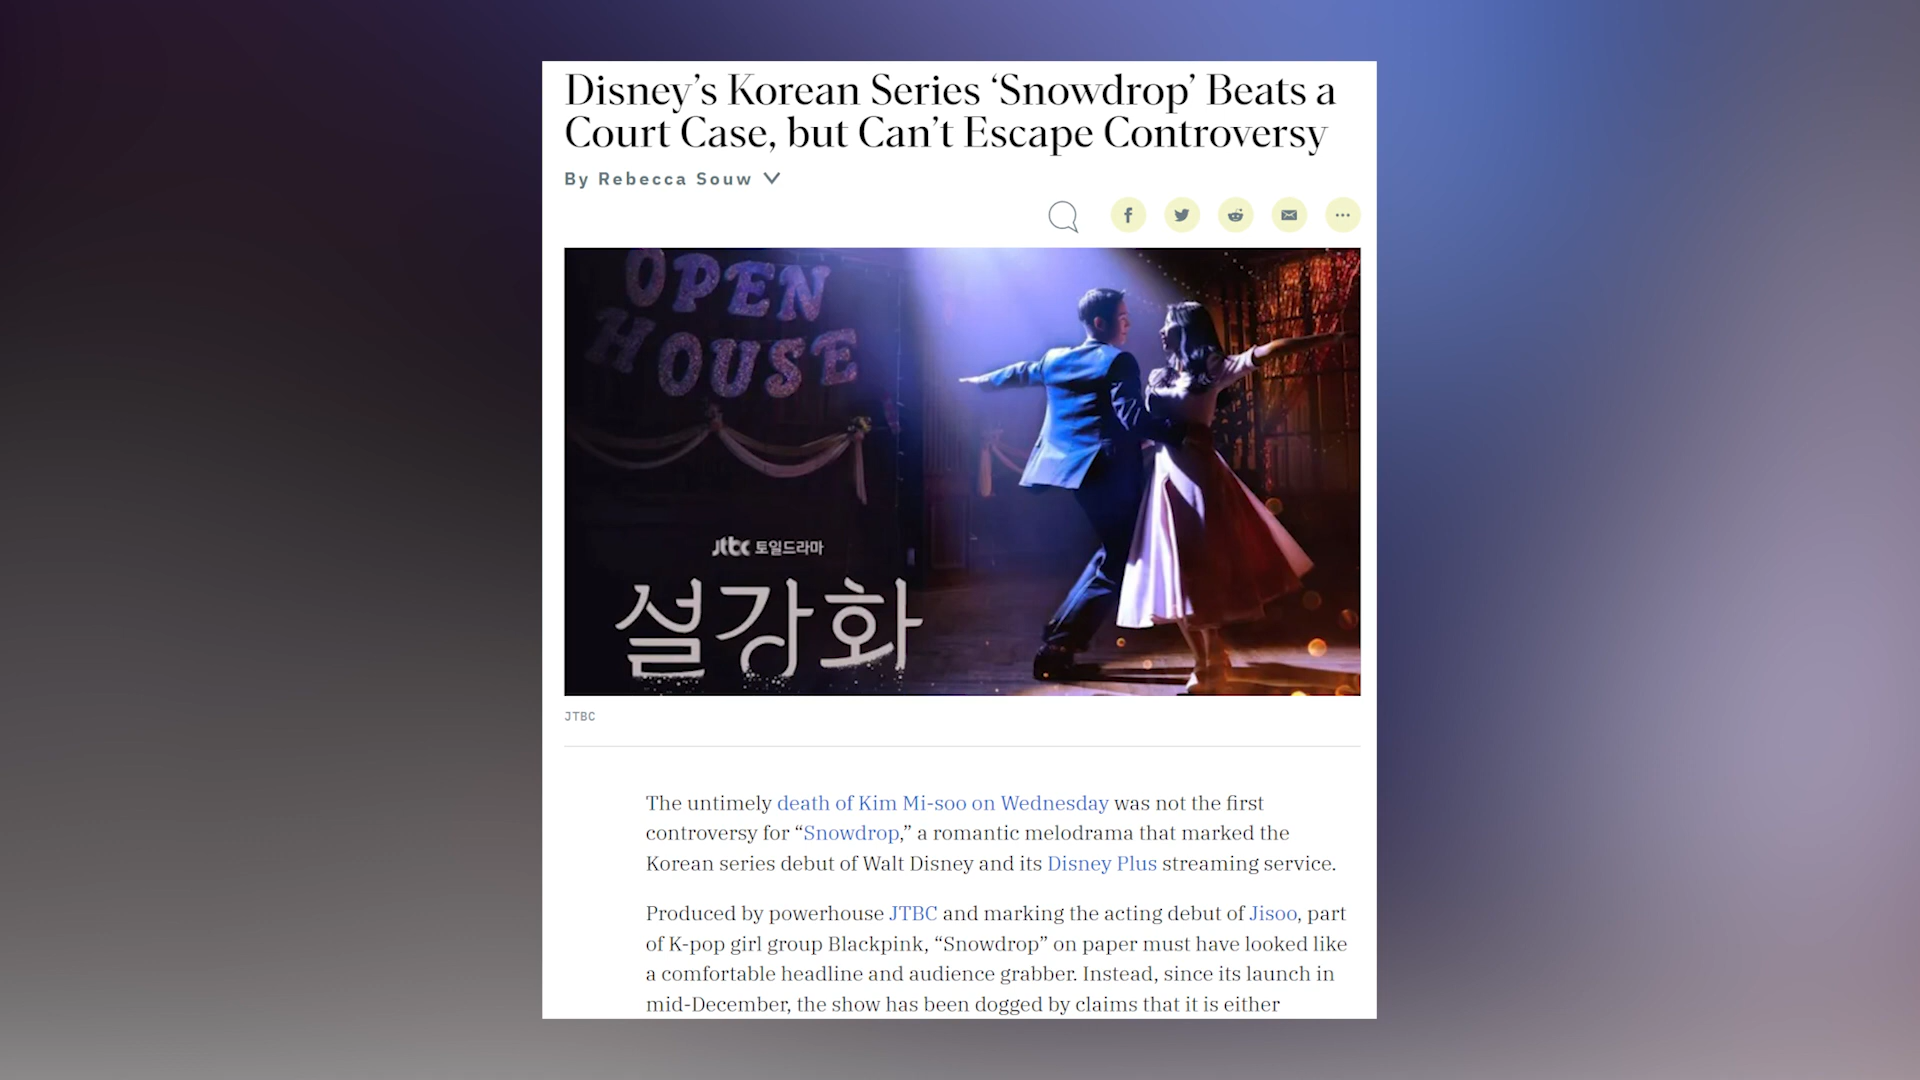 Disney’s Korean Series ‘Snowdrop’ Beats a
Court Case, but Can’t Escape Controversy
By Rebecca Souw
OPEN
HOUSE
jtbc 토일드라마
설강화
JTBC
The untimely death of Kim Mi-soo on Wednesday was not the first
controversy for “Snowdrop,” a romantic melodrama that marked the
Korean series debut of Walt Disney and its Disney Plus streaming service.
Produced by powerhouse JTBC and marking the acting debut of Jisoo, part
of K-pop girl group Blackpink, “Snowdrop” on paper must have looked like
a comfortable headline and audience grabber. Instead, since its launch in
mid-December, the show has been dogged by claims that it is either